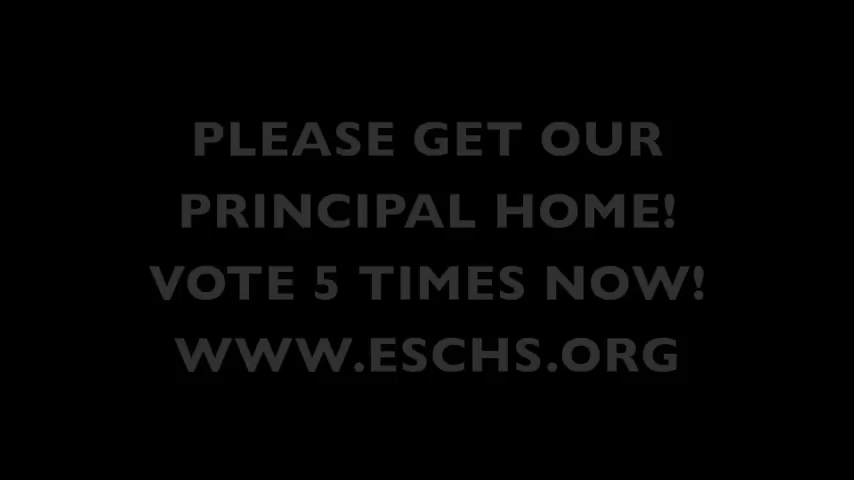 PLEASE GET OUR
PRINCIPAL HOME!
VOTE 5 TIMES NOW!
WWW.ESCHS.ORG